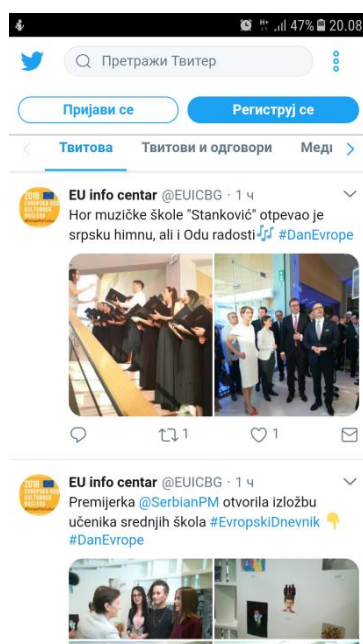 47% 20.08
Претражи Твитер
Пријави се
Региструј се
Твитова Твитови и одговори Меди
EU info centar @EUICBG · 1 ч
Hor muzičke škole "Stanković" otpevao je
srpsku himnu, ali i Odu radosti🎶 #DanEvrope
1 1
EU info centar @EUICBG · 1 ч
Premijerka @SerbianPM otvorila izložbu
učenika srednjih škola #EvropskiDnevnik 👇
#DanEvrope